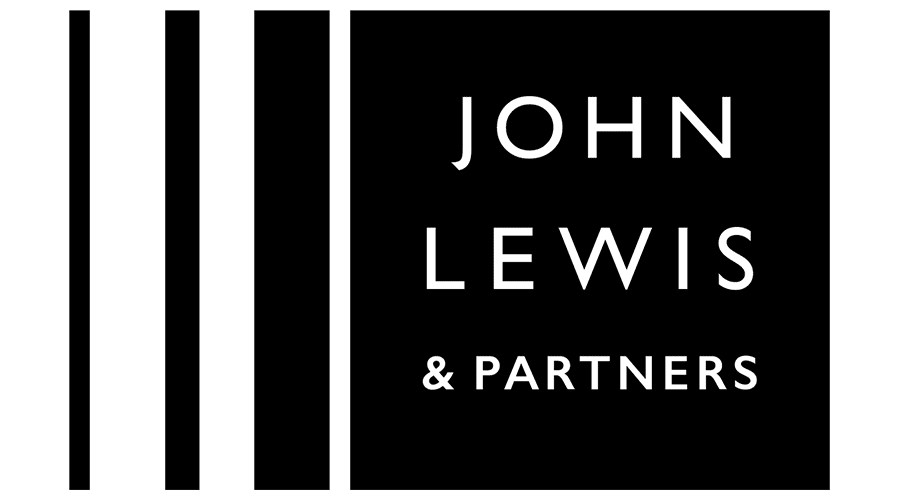 JOHN
LEWIS
& PARTNERS